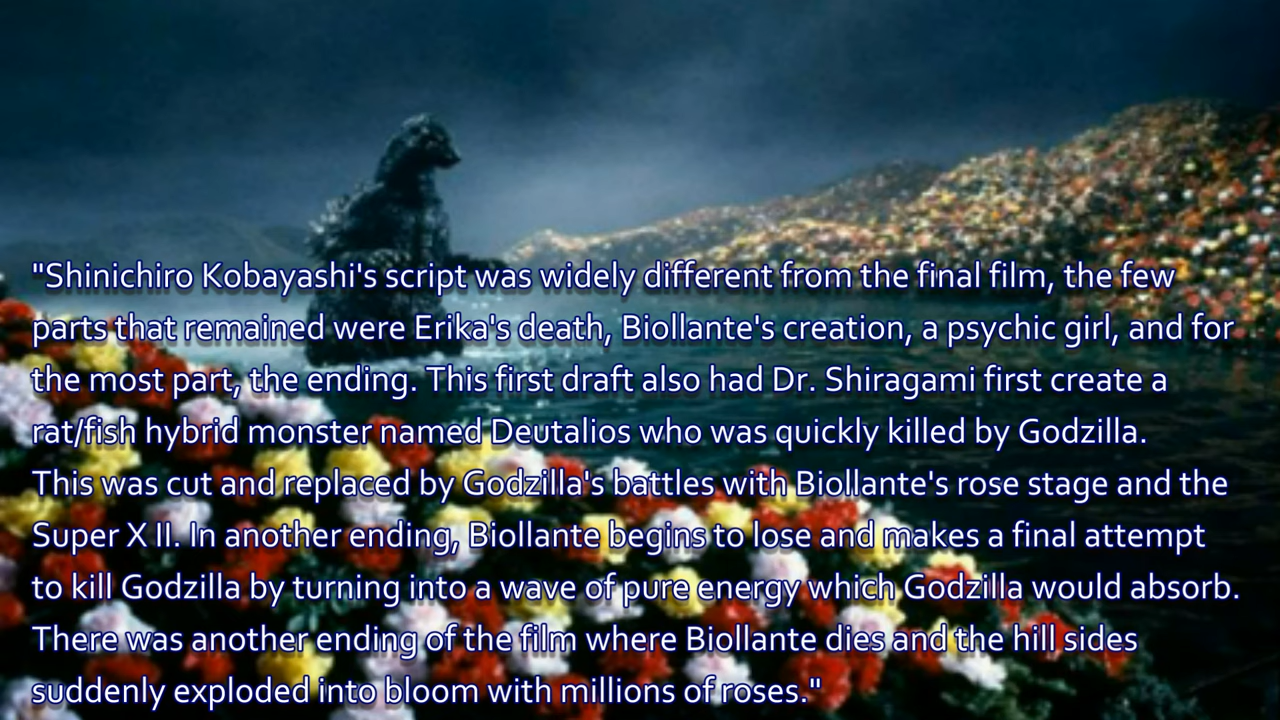 "Shinichiro Kobayashi's script was widely different from the final film, the few
parts that remained were Erika's death, Biollante's creation, a psychic girl, and for
the most part, the ending. This first draft also had Dr. Shiragami first create a
rat/fish hybrid monster named Deutalios who was quickly killed by Godzilla.
This was cut and replaced by Godzilla's battles with Biollante's rose stage and the
Super X II. In another ending, Biollante begins to lose and makes a final attempt
to kill Godzilla by turning into a wave of pure energy which Godzilla would absorb.
There was another ending of the film where Biollante dies and the hill sides
suddenly exploded into bloom with millions of roses."